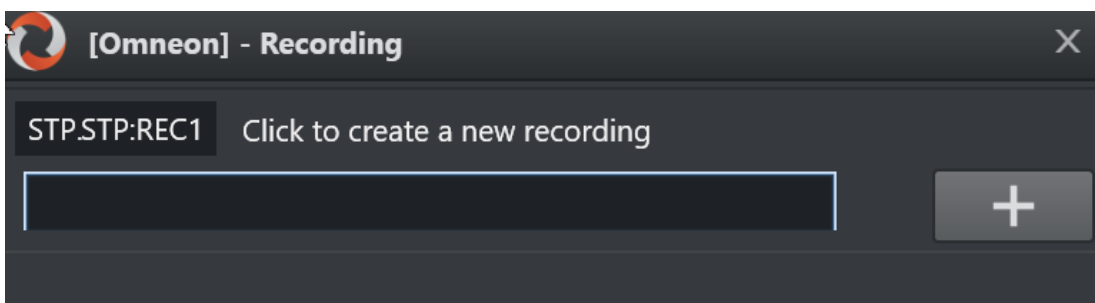 [Omneon] - Recording X
STP.STP:REC1 Click to create a new recording
+